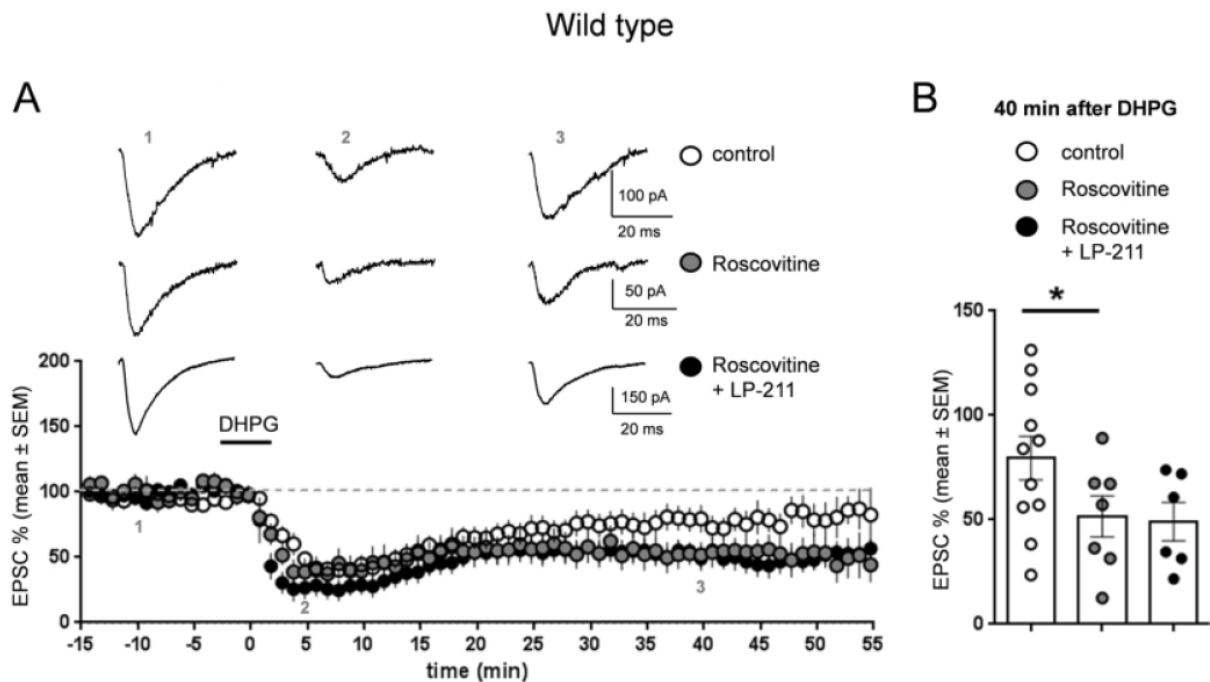 Wild type
A
1
2
3
control
100 pA
20 ms
Roscovitine
50 pA
20 ms
Roscovitine
+ LP-211
150 pA
20 ms
DHPG
EPSC % (mean ± SEM)
200
150
100
50
0
1
2
3
-15
-10
-5
0
5
10
15
20
25
30
35
40
45
50
55
time (min)
B
40 min after DHPG
control
Roscovitine
Roscovitine
+ LP-211
*
EPSC % (mean ± SEM)
150
100
50
0